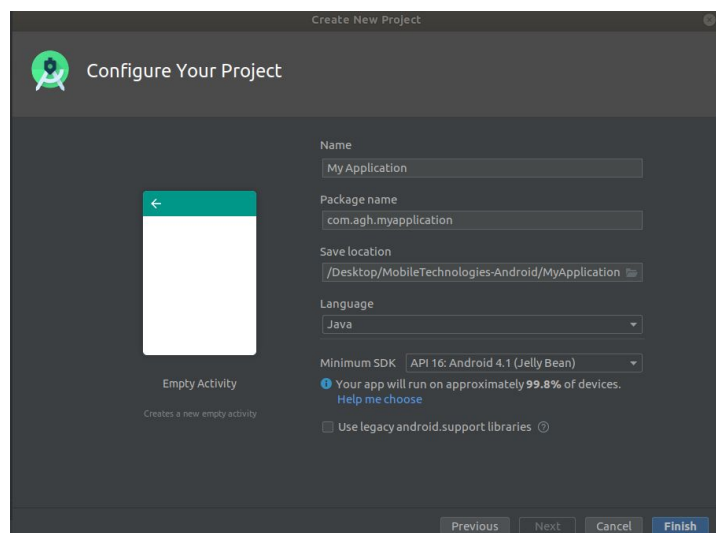 Create New Project
Configure Your Project
Name
My Application
Package name
com.agh.myapplication
Save location
/Desktop/MobileTechnologies-Android/MyApplication
Language
Java
Minimum SDK API 16: Android 4.1 (Jelly Bean)
Your app will run on approximately 99.8% of devices.
Help me choose
Use legacy android.support libraries
Empty Activity
Creates a new empty activity
Previous Next Cancel Finish